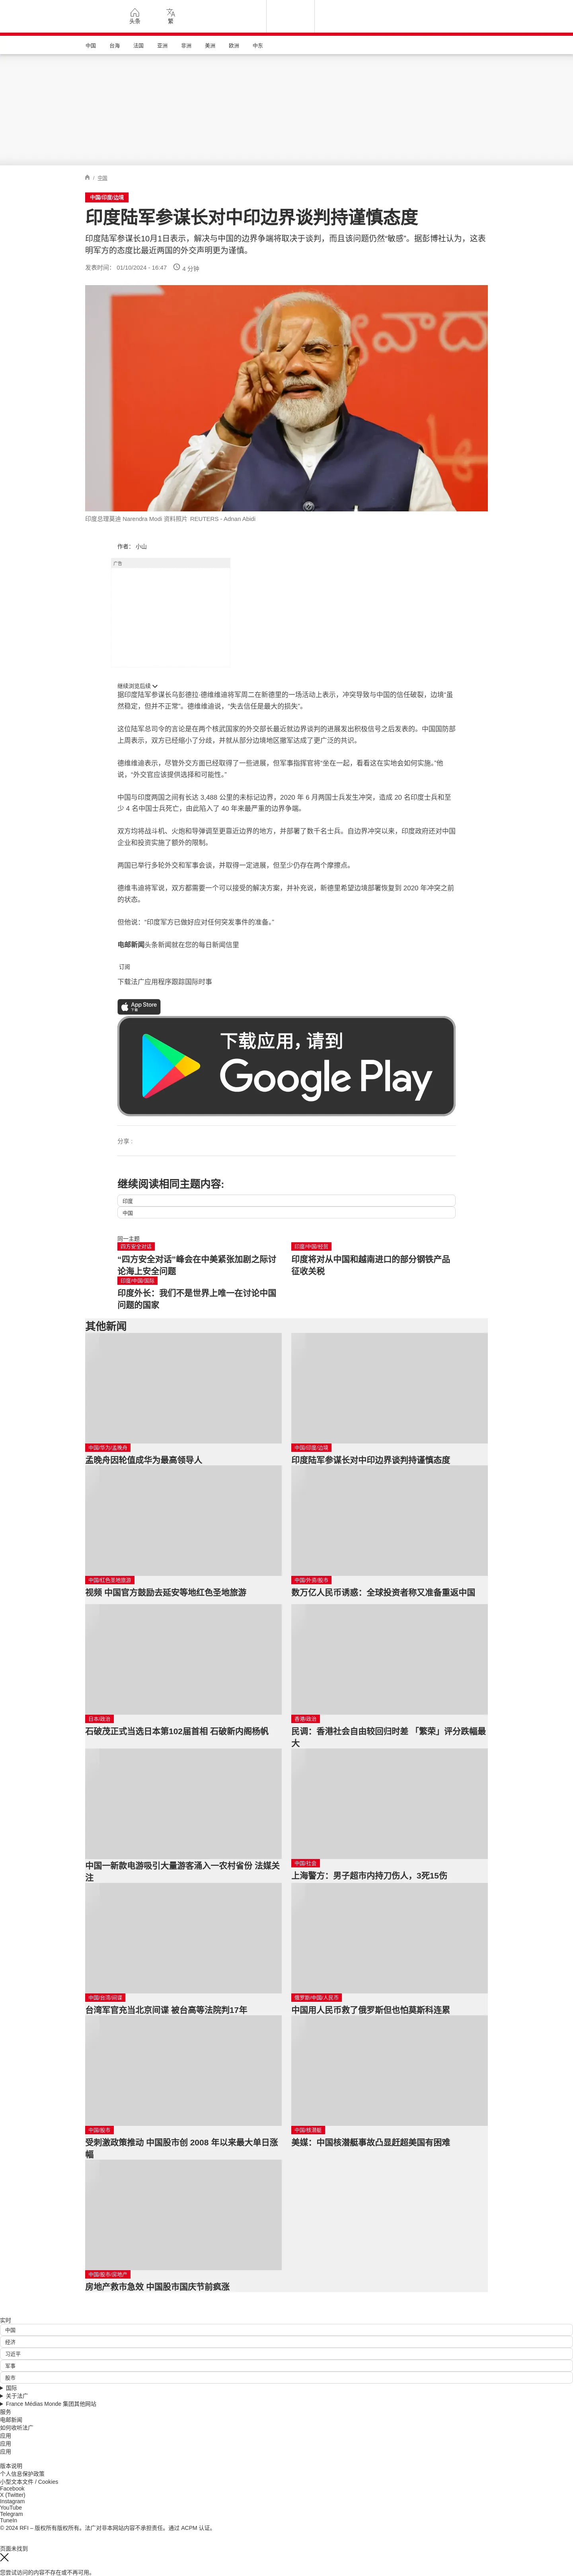 头条
繁
中国
台海
法国
亚洲
非洲
美洲
欧洲
中东
/ 中国
中国/印度/边境
印度陆军参谋长对中印边界谈判持谨慎态度
印度陆军参谋长10月1日表示，解决与中国的边界争端将取决于谈判，而且该问题仍然“敏感”。据彭博社认为，这表明军方的态度比最近两国的外交声明更为谨慎。
发表时间： 01/10/2024 - 16:47 4 分钟
印度总理莫迪 Narendra Modi 资料照片 REUTERS - Adnan Abidi
作者： 小山
广告
继续浏览后续
据印度陆军参谋长乌彭德拉·德维维迪将军周二在新德里的一场活动上表示，冲突导致与中国的信任破裂，边境“虽然稳定，但并不正常”。德维维迪说，“失去信任是最大的损失”。
这位陆军总司令的言论是在两个核武国家的外交部长最近就边界谈判的进展发出积极信号之后发表的。中国国防部上周表示，双方已经缩小了分歧，并就从部分边境地区撤军达成了更广泛的共识。
德维维迪表示，尽管外交方面已经取得了一些进展，但军事指挥官将“坐在一起，看看这在实地会如何实施。”他说，“外交官应该提供选择和可能性。”
中国与印度两国之间有长达 3,488 公里的未标记边界，2020 年 6 月两国士兵发生冲突，造成 20 名印度士兵和至少 4 名中国士兵死亡，由此陷入了 40 年来最严重的边界争端。
双方均将战斗机、火炮和导弹调至更靠近边界的地方，并部署了数千名士兵。自边界冲突以来，印度政府还对中国企业和投资实施了额外的限制。
两国已举行多轮外交和军事会谈，并取得一定进展，但至少仍存在两个摩擦点。
德维韦迪将军说，双方都需要一个可以接受的解决方案，并补充说，新德里希望边境部署恢复到 2020 年冲突之前的状态。
但他说：“印度军方已做好应对任何突发事件的准备。”
电邮新闻头条新闻就在您的每日新闻信里
订阅
下载法广应用程序跟踪国际时事
App Store
下载
下载应用，请到
Google Play
分享 :
继续阅读相同主题内容:
印度
中国
同一主题
四方安全对话
“四方安全对话”峰会在中美紧张加剧之际讨论海上安全问题
印度/中国/经贸
印度将对从中国和越南进口的部分钢铁产品征收关税
印度/中国/国际
印度外长：我们不是世界上唯一在讨论中国问题的国家
其他新闻
中国/华为/孟晚舟
孟晚舟因轮值成华为最高领导人
中国/印度/边境
印度陆军参谋长对中印边界谈判持谨慎态度
中国/红色圣地旅游
视频 中国官方鼓励去延安等地红色圣地旅游
中国/外资/股市
数万亿人民币诱惑：全球投资者称又准备重返中国
日本/政治
石破茂正式当选日本第102届首相 石破新内阁杨帆
香港/政治
民调：香港社会自由较回归时差 「繁荣」评分跌幅最大
中国一新款电游吸引大量游客涌入一农村省份 法媒关注
中国/社会
上海警方：男子超市内持刀伤人，3死15伤
中国/台湾/间谍
台湾军官充当北京间谍 被台高等法院判17年
俄罗斯/中国/人民币
中国用人民币救了俄罗斯但也怕莫斯科连累
中国/股市
受刺激政策推动 中国股市创 2008 年以来最大单日涨幅
中国/核潜艇
美媒：中国核潜艇事故凸显赶超美国有困难
中国/股市/房地产
房地产救市急效 中国股市国庆节前疯涨
实时
中国
经济
习近平
军事
股市
国际
关于法广
France Médias Monde 集团其他网站
服务
电邮新闻
如何收听法广
应用
应用
应用
版本说明
个人信息保护政策
小型文本文件 / Cookies
Facebook
X (Twitter)
Instagram
YouTube
Telegram
TuneIn
© 2024 RFI – 版权所有版权所有。法广对非本网站内容不承担责任。通过 ACPM 认证。
页面未找到
您尝试访问的内容不存在或不再可用。